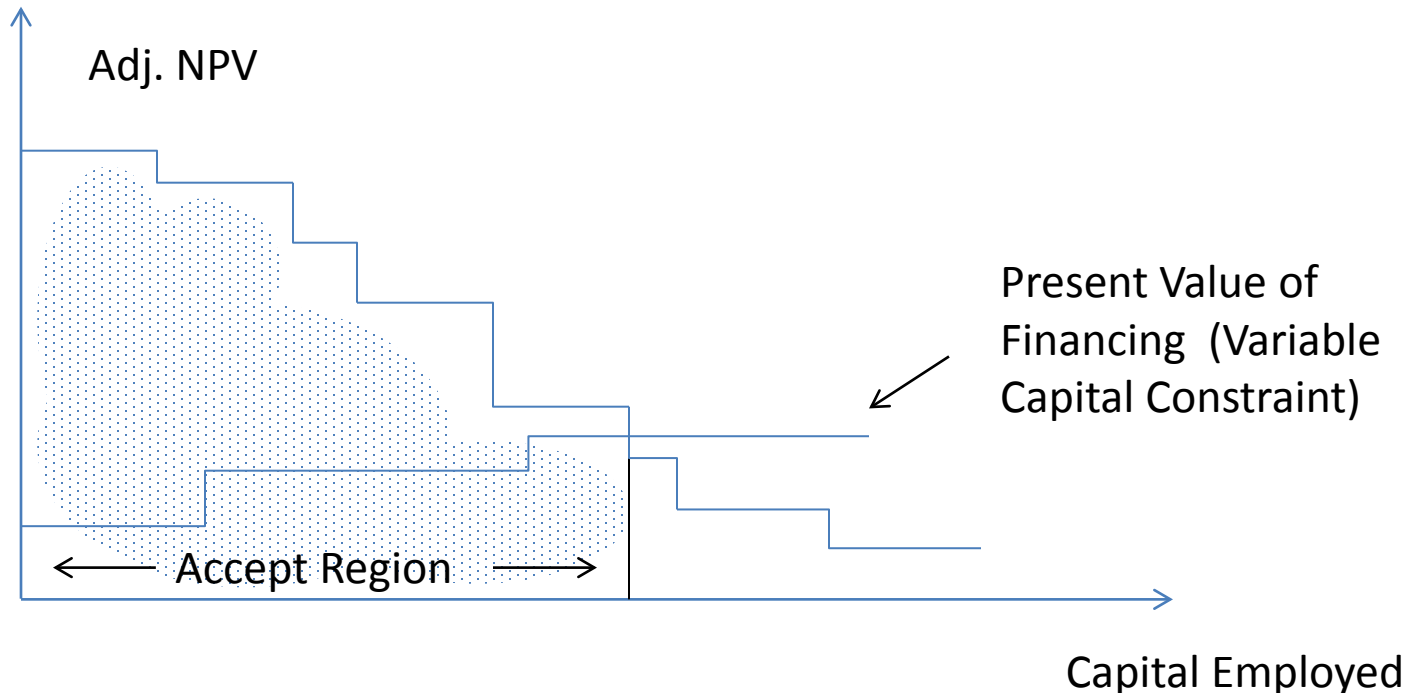 Adj. NPV
Present Value of
Financing (Variable
Capital Constraint)
Accept Region
Capital Employed